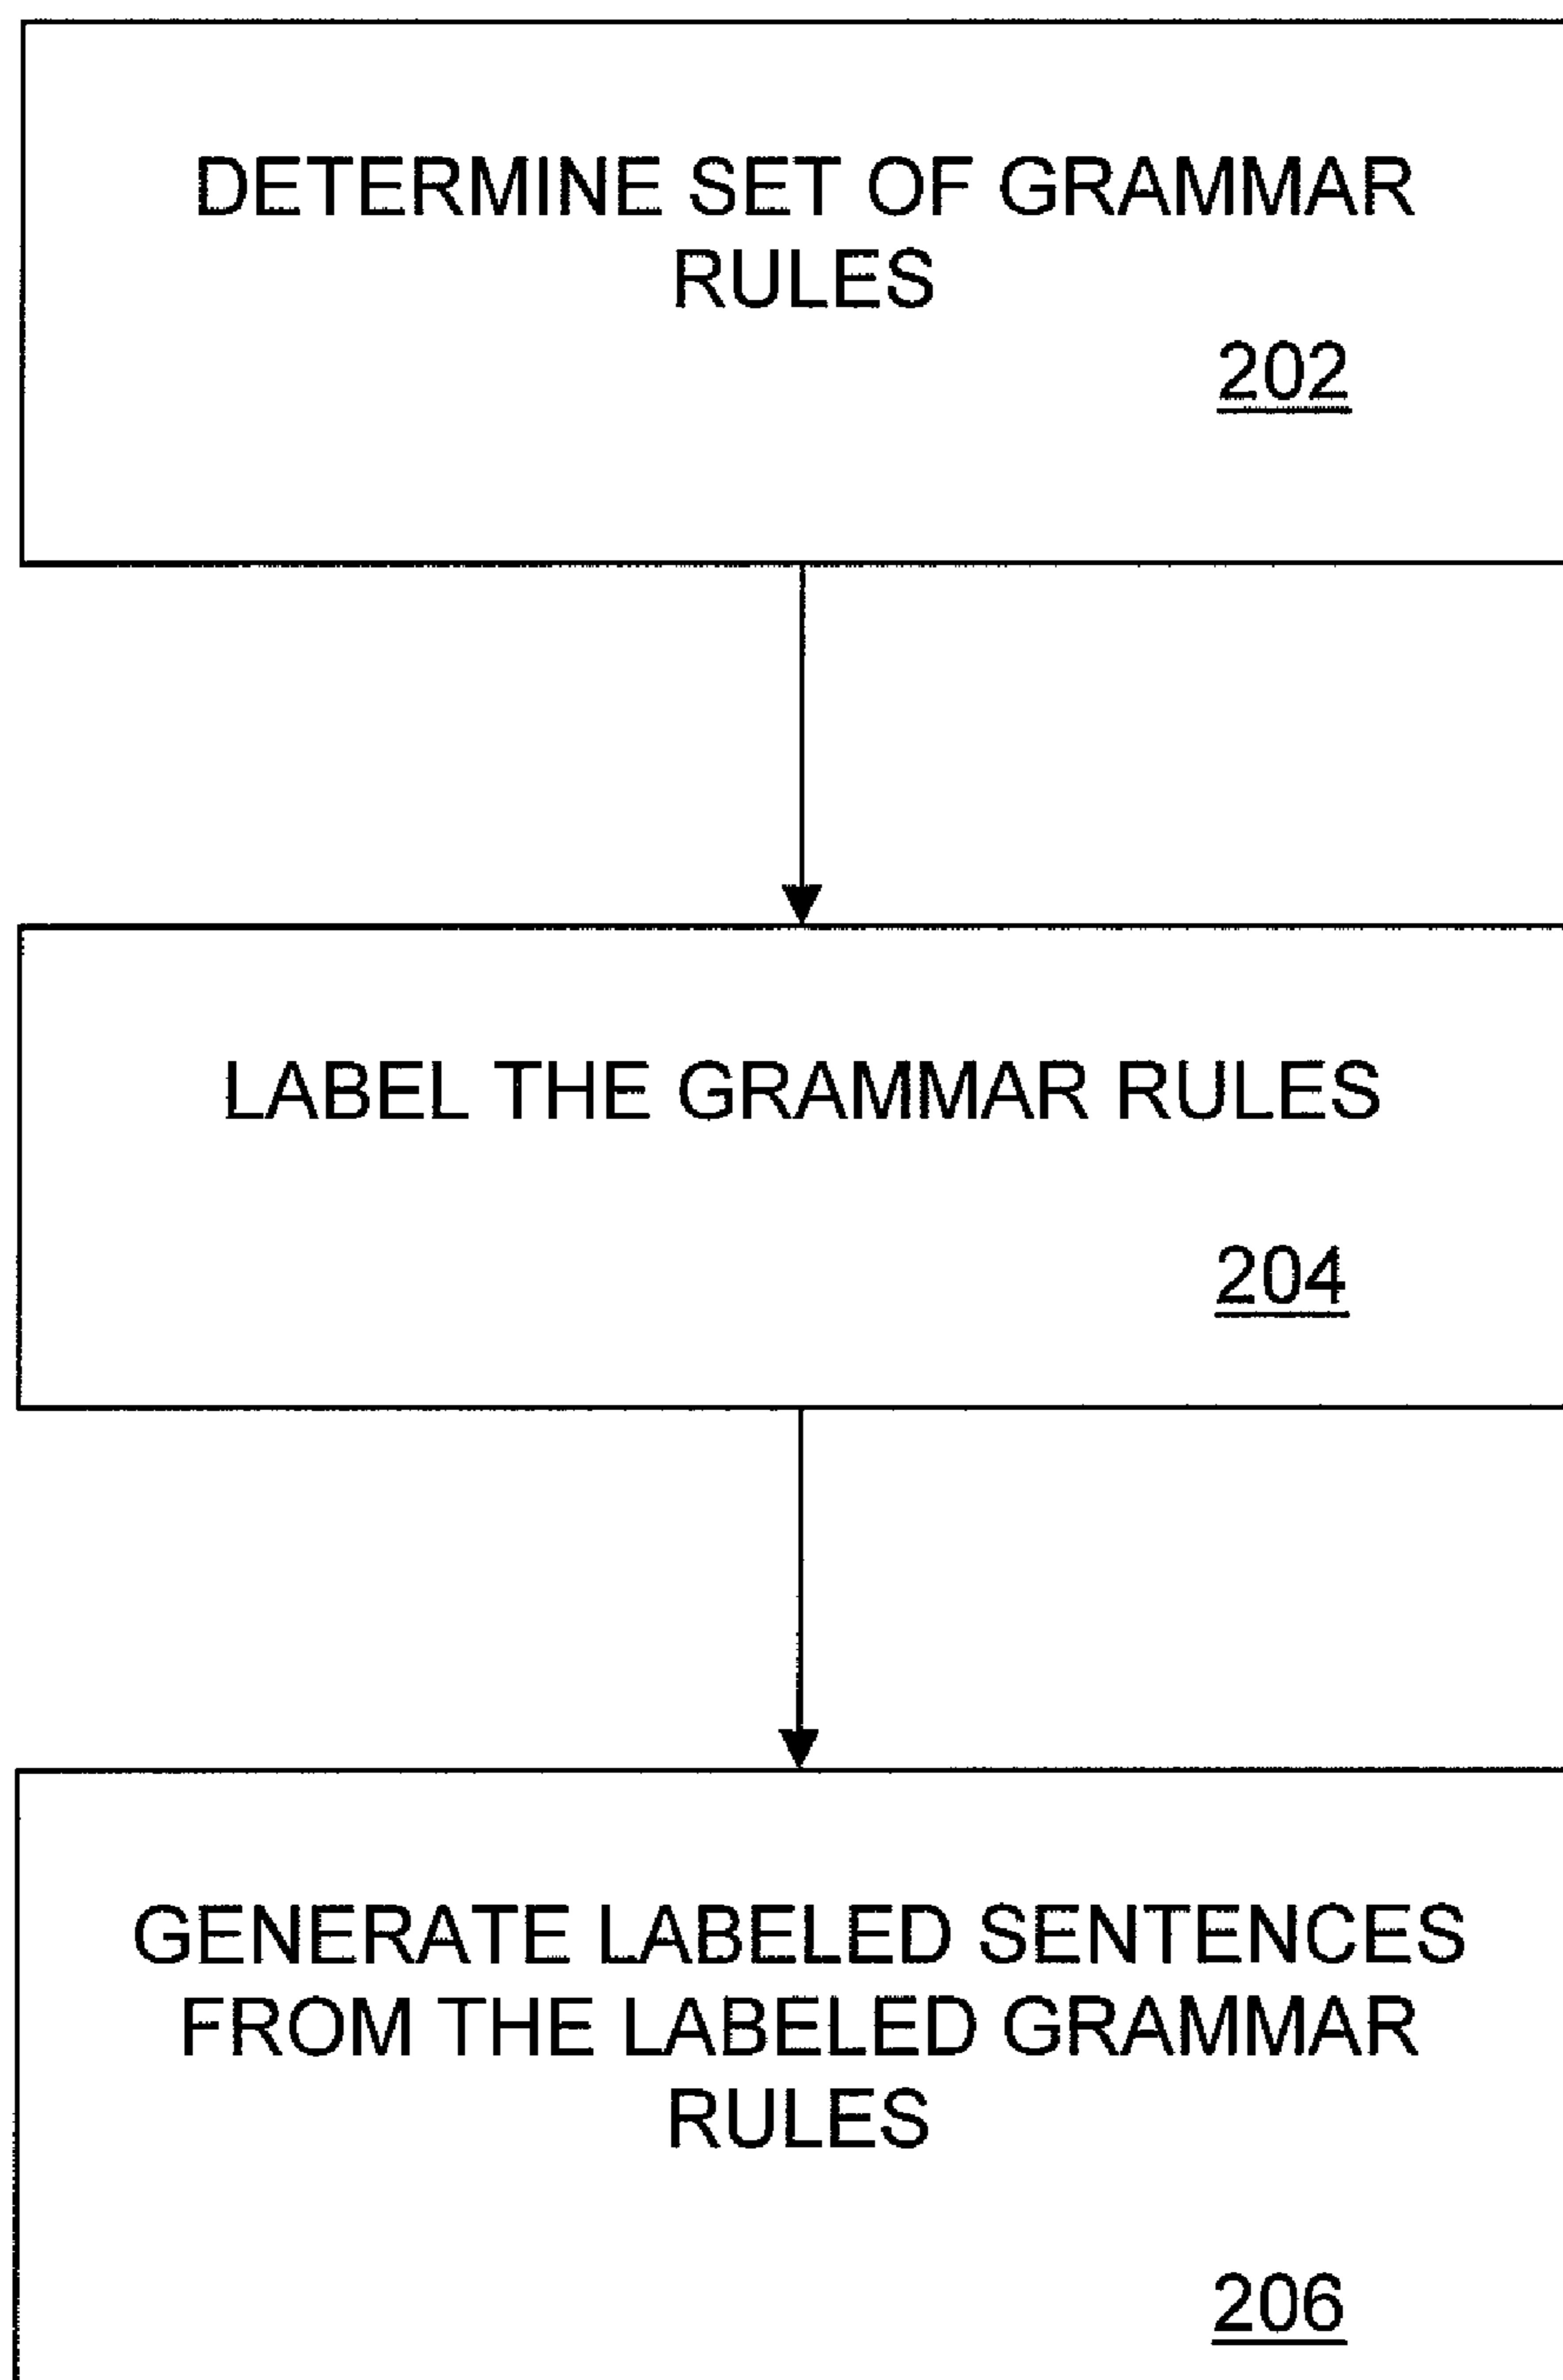 DETERMINE SET OF GRAMMAR
RULES
202
LABEL THE GRAMMAR RULES
204
GENERATE LABELED SENTENCES
FROM THE LABELED GRAMMAR
RULES
206